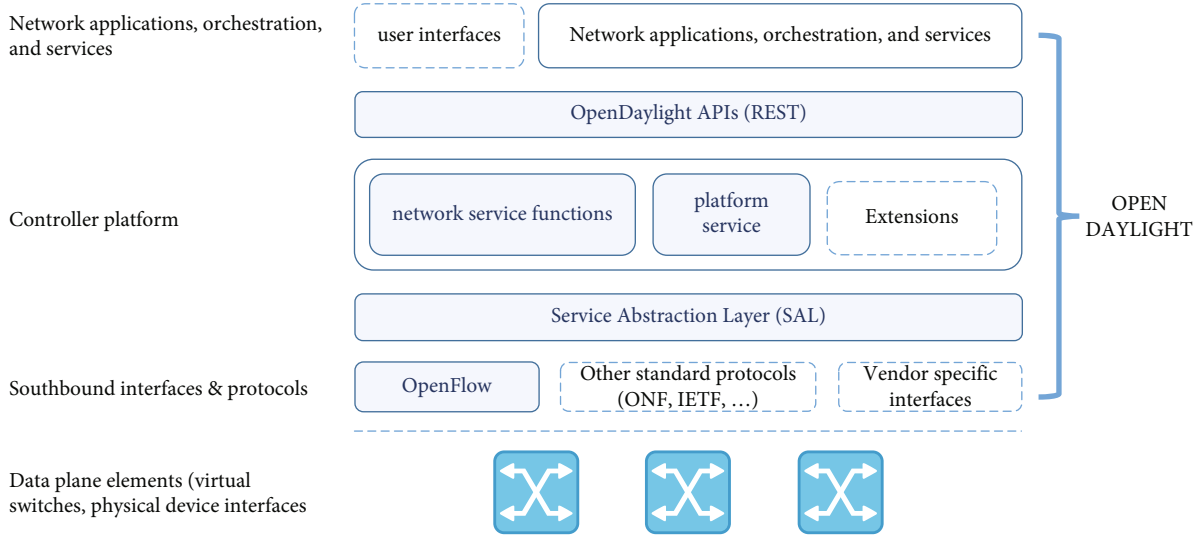 Network applications, orchestration,
and services
user interfaces
Network applications, orchestration, and services
OpenDaylight APIs (REST)
Controller platform
network service functions
platform
service
Extensions
OPEN
DAYLIGHT
Service Abstraction Layer (SAL)
Southbound interfaces & protocols
OpenFlow
Other standard protocols
(ONF, IETF, …)
Vendor specific
interfaces
Data plane elements (virtual
switches, physical device interfaces